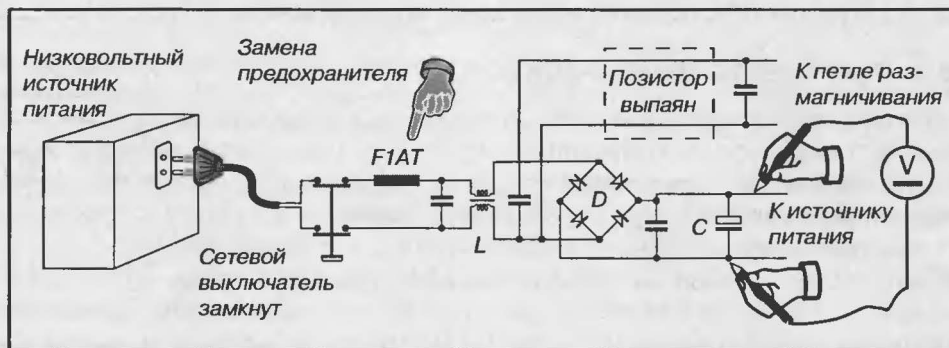 Низковольтный
источник
питания
Замена
предохранителя
F1AT
Сетевой
выключатель
замкнут
L
Позистор
выпаян
D
C
К петле раз-
магничивания
V
К источнику
питания